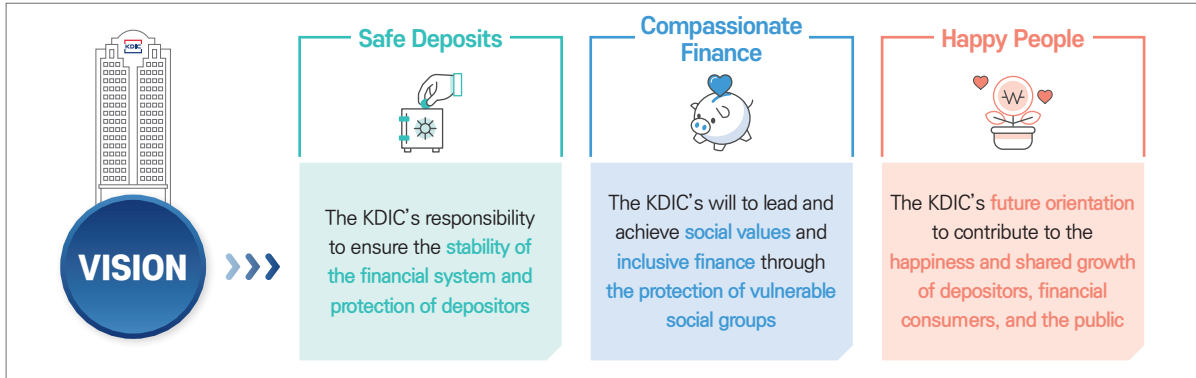 KDIC
VISION
Safe Deposits
The KDIC's responsibility
to ensure the stability of
the financial system and
protection of depositors
Compassionate
Finance
The KDIC's will to lead and
achieve social values and
inclusive finance through
the protection of vulnerable
social groups
Happy People
₩
The KDIC's future orientation
to contribute to the
happiness and shared growth
of depositors, financial
consumers, and the public